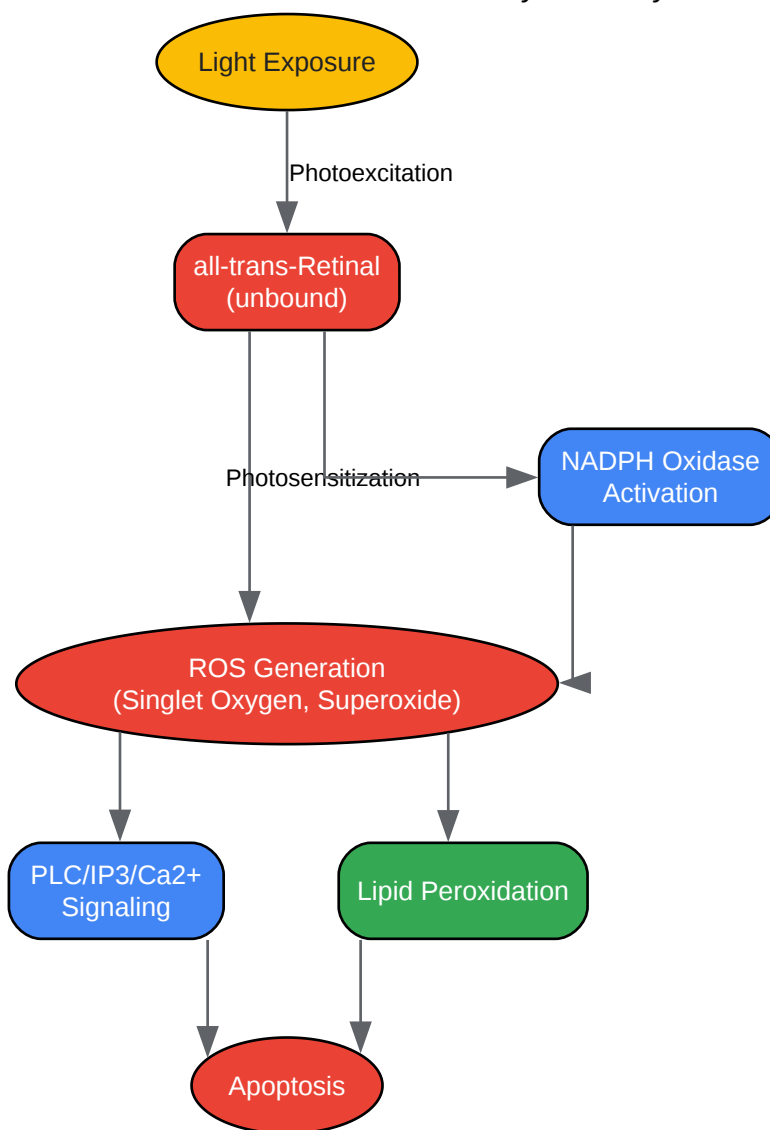 Light Exposure
Photoexcitation
all-trans-Retinal
(unbound)
NADPH Oxidase
Activation
Photosensitization
ROS Generation
(Singlet Oxygen, Superoxide)
PLC/IP3/Ca2+
Signaling
Lipid Peroxidation
Apoptosis